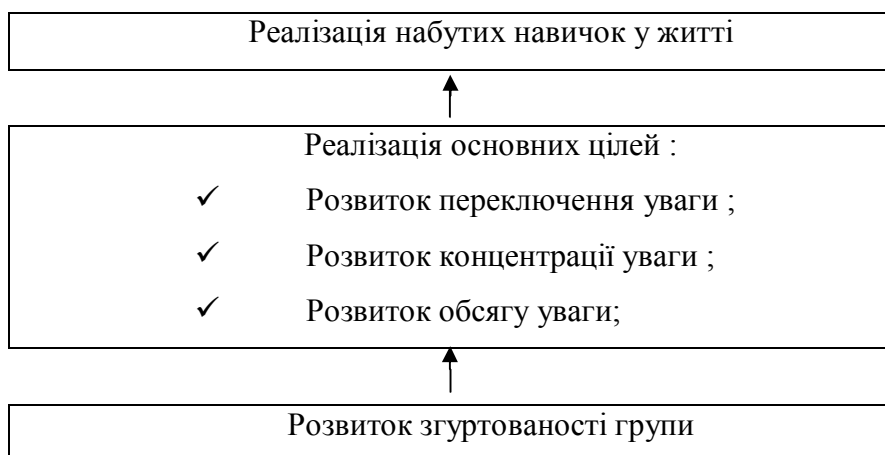 Реалізація набутих навичок у житті
Реалізація основних цілей :
✓ Розвиток переключення уваги ;
✓ Розвиток концентрації уваги ;
✓ Розвиток обсягу уваги;
Розвиток згуртованості групи